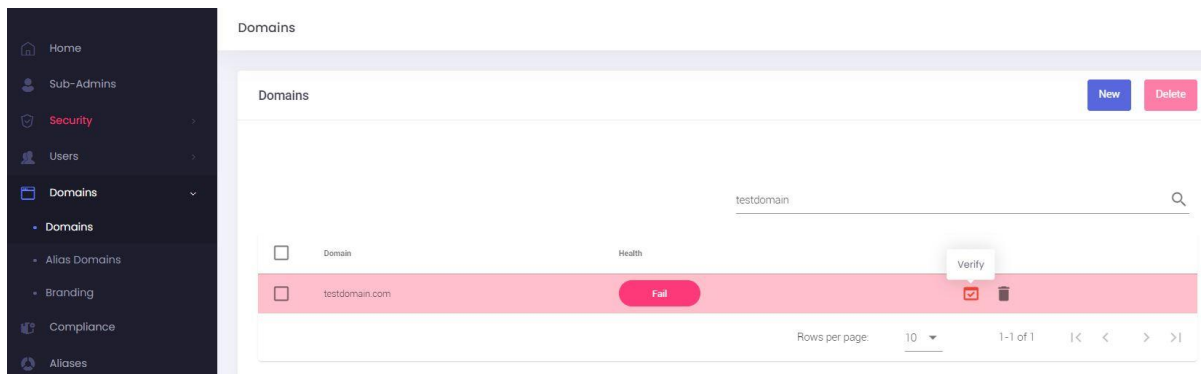 Domains
Home
Sub-Admins
Security
Users
Domains
Domains
Alias Domains
Branding
Compliance
Aliases
Domains
New
Delete
testdomain
Domain
Health
Verify
testdomain.com
Fail
Rows per page:
10
1-1 of 1